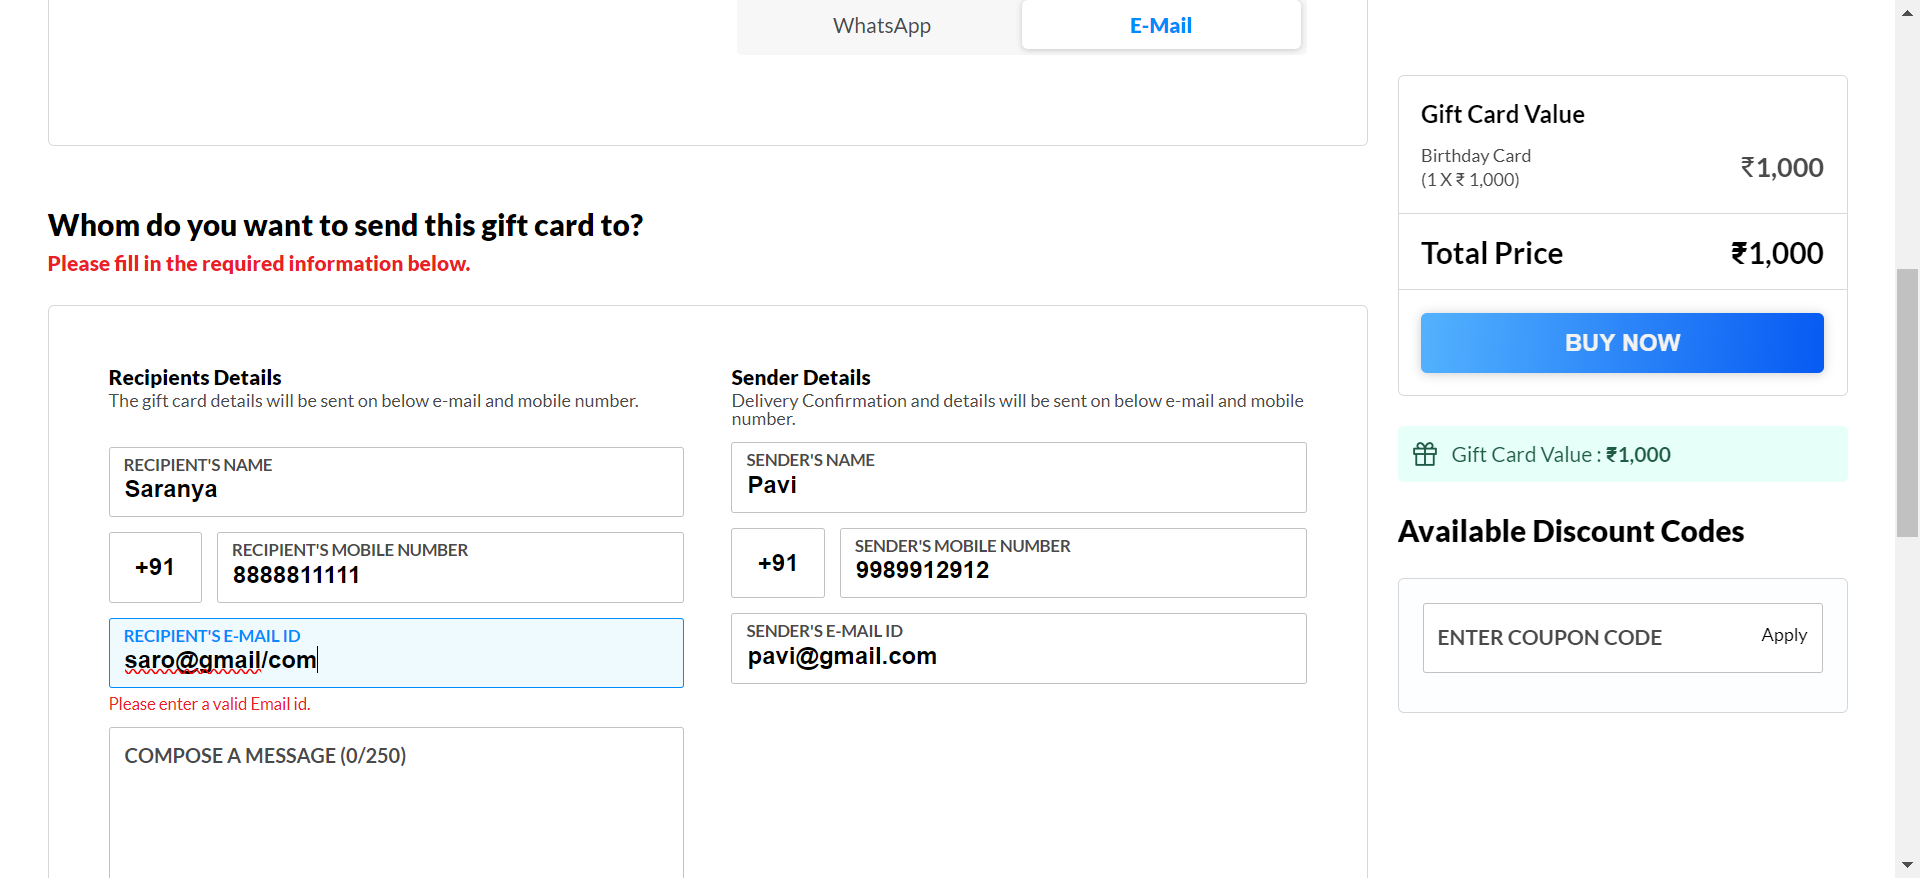 WhatsApp
E-Mail
Whom do you want to send this gift card to?
Please fill in the required information below.
Recipients Details
The gift card details will be sent on below e-mail and mobile number.
RECIPIENT'S NAME
Saranya
+91
RECIPIENT'S MOBILE NUMBER
8888811111
RECIPIENT'S E-MAIL ID
saro@gmail/com
Please enter a valid Email id.
COMPOSE A MESSAGE (0/250)
Sender Details
Delivery Confirmation and details will be sent on below e-mail and mobile
number.
SENDER'S NAME
Pavi
+91
SENDER'S MOBILE NUMBER
9989912912
SENDER'S E-MAIL ID
pavi@gmail.com
Gift Card Value
Birthday Card
(1 X ₹ 1,000)
₹1,000
Total Price
₹1,000
BUY NOW
Gift Card Value : ₹1,000
Available Discount Codes
ENTER COUPON CODE
Apply